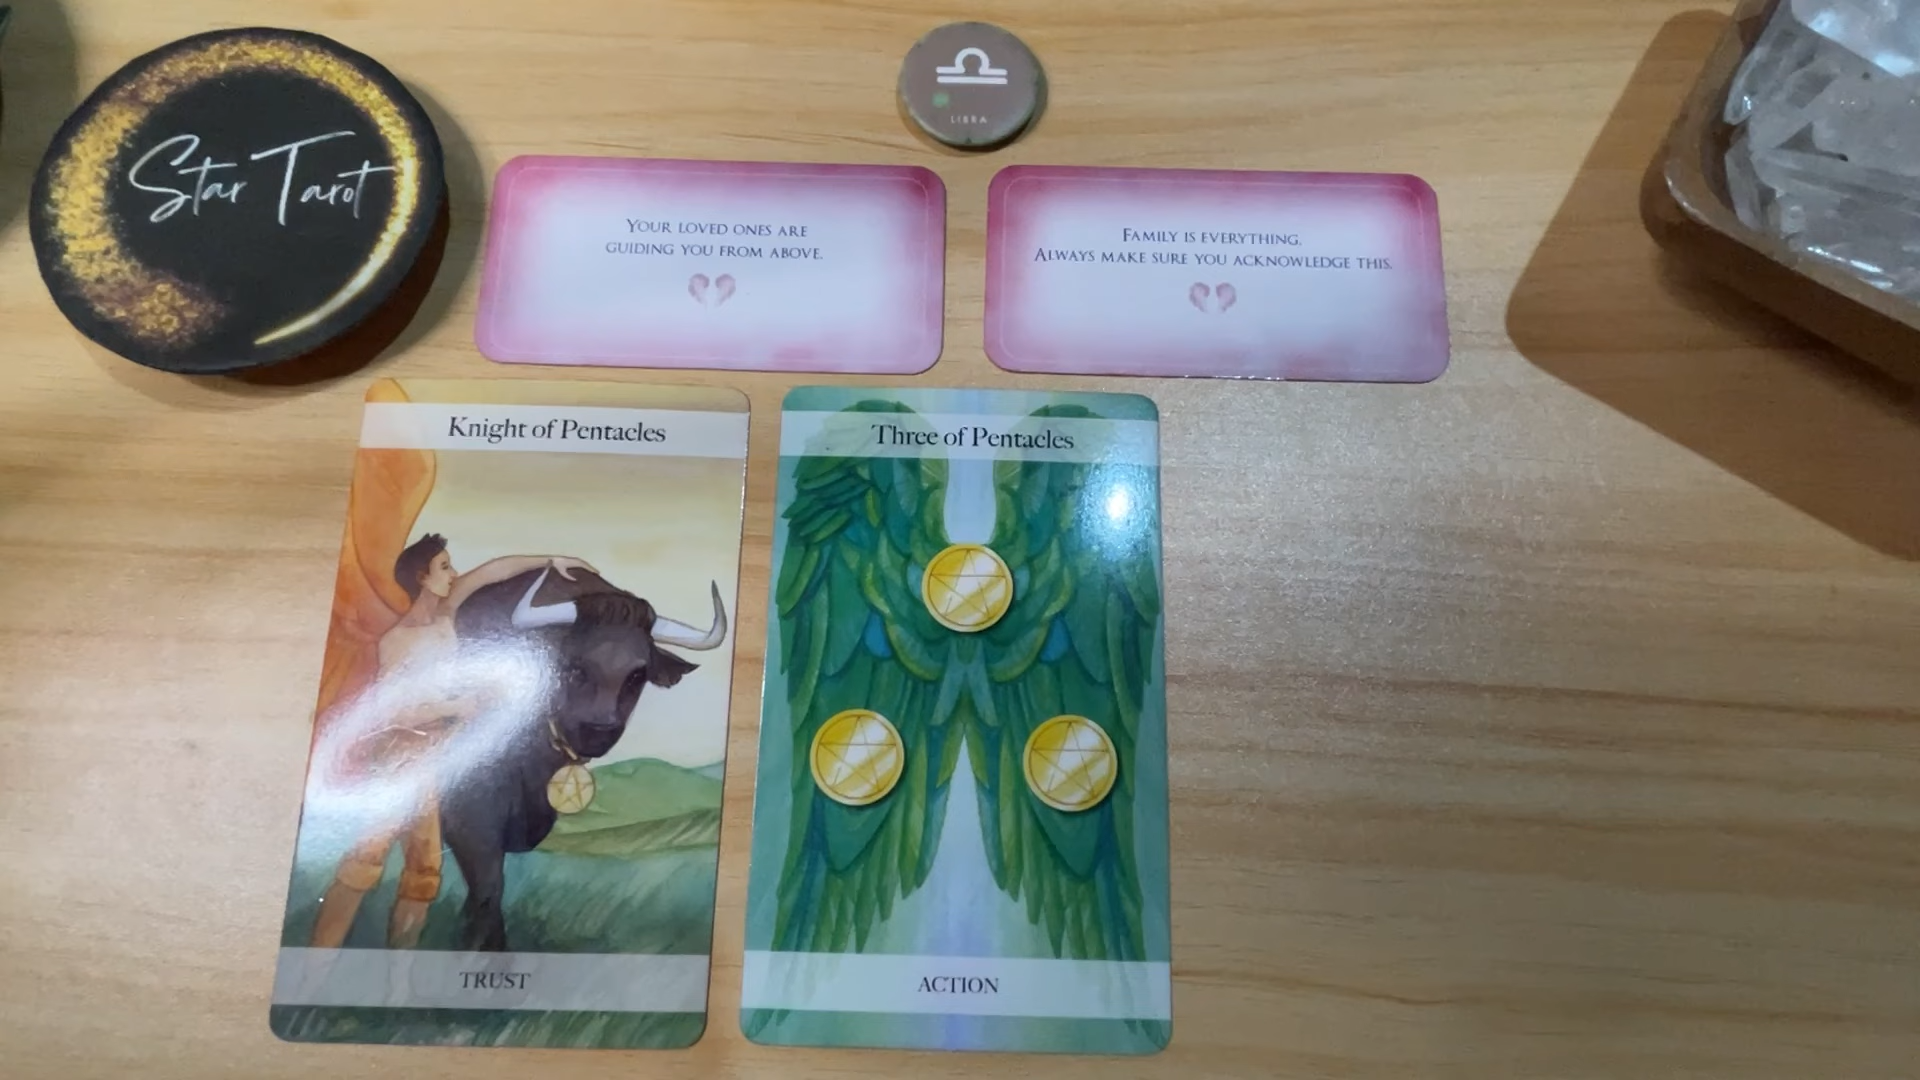 Star Tarot
LIBRA
YOUR LOVED ONES ARE
GUIDING YOU FROM ABOVE.
FAMILY IS EVERYTHING.
ALWAYS MAKE SURE YOU ACKNOWLEDGE THIS.
Knight of Pentacles
TRUST
Three of Pentacles
ACTION